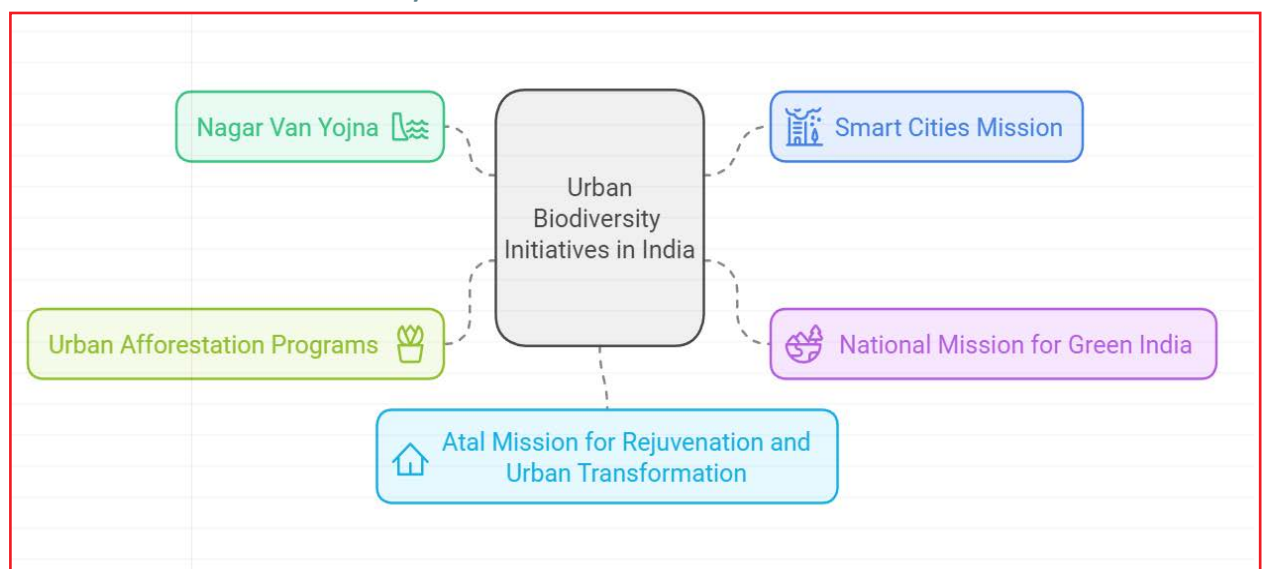 Nagar Van Yojna
Smart Cities Mission
Urban
Biodiversity
Initiatives in India
Urban Afforestation Programs
National Mission for Green India
Atal Mission for Rejuvenation and
Urban Transformation